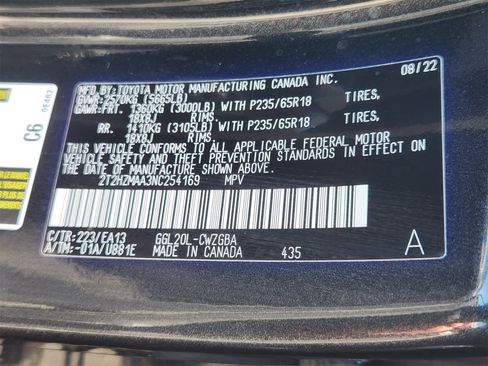 MFD. BY TOYOTA MOTOR MANUFACTURING CANADA INC. 08/22
GVWR: 2570KG (5665LB)
GAWR: FRT. 1360KG (3000LB) WITH P235/65R18 TIRES,
18X8J RIMS
RR. 1410KG (3105LB) WITH P235/65R18 TIRES,
18X8J RIMS
THIS VEHICLE CONFORMS TO ALL APPLICABLE FEDERAL MOTOR
VEHICLE SAFETY AND THEFT PREVENTION STANDARDS IN EFFECT ON
THE DATE OF MANUFACTURE SHOWN ABOVE.
2T2HZMAA3NC254169 MPV
C/TR: 223/EA13 GGL20L-CWZGBA
A/TM: -01A/U881E MADE IN CANADA 435 A
C6
0E482